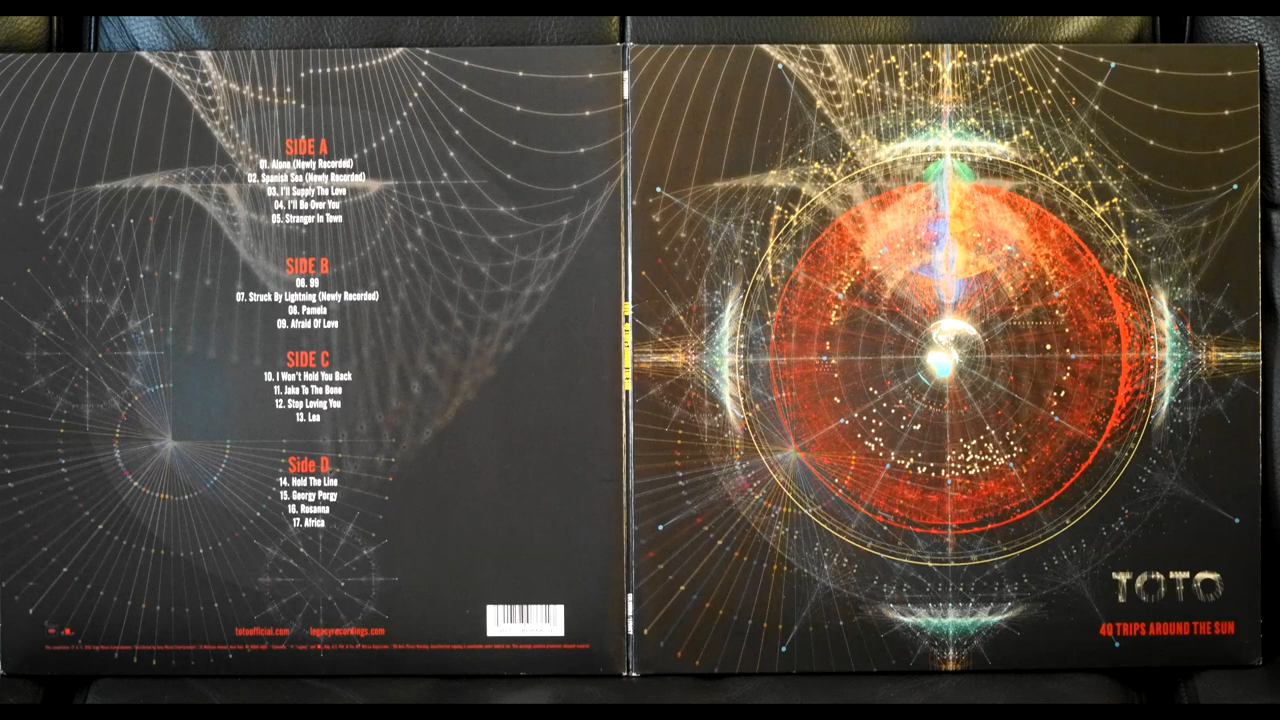 SIDE A
01. Alone (Newly Recorded)
02. Spanish Sea (Newly Recorded)
03. I'll Supply The Love
04. I'll Be Over You
05. Stranger In Town
SIDE B
06. 99
07. Struck By Lightning (Newly Recorded)
08. Pamela
09. Afraid Of Love
SIDE C
10. I Won't Hold You Back
11. Jake To The Bone
12. Stop Loving You
13. Lea
Side D
14. Hold The Line
15. Georgy Porgy
16. Rosanna
17. Africa
totoofficial.com legacyrecordings.com
TOTO
40 TRIPS AROUND THE SUN